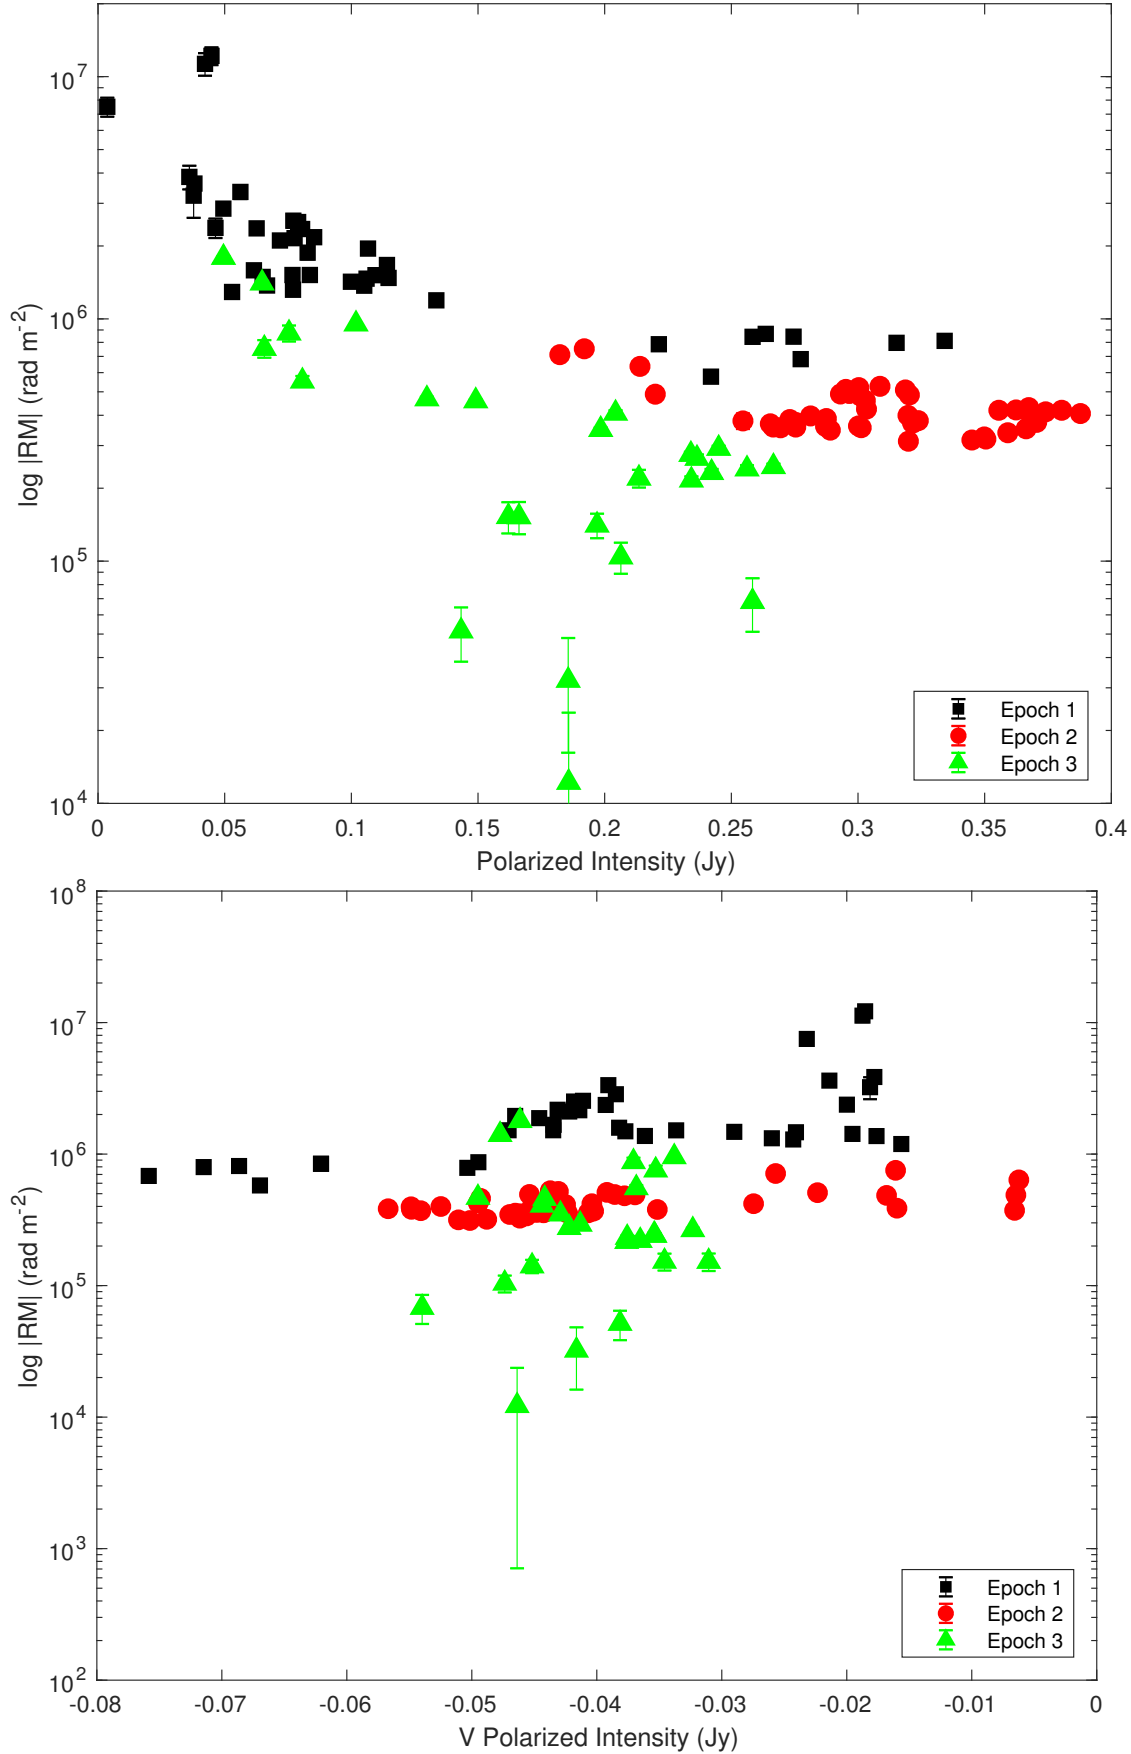 10^7
10^6
10^5
10^4
log |RM| (rad m^-2)
0 0.05 0.1 0.15 0.2 0.25 0.3 0.35 0.4
Polarized Intensity (Jy)
Epoch 1
Epoch 2
Epoch 3
10^8
10^7
10^6
10^5
10^4
10^3
10^2
log |RM| (rad m^-2)
-0.08 -0.07 -0.06 -0.05 -0.04 -0.03 -0.02 -0.01 0
V Polarized Intensity (Jy)
Epoch 1
Epoch 2
Epoch 3